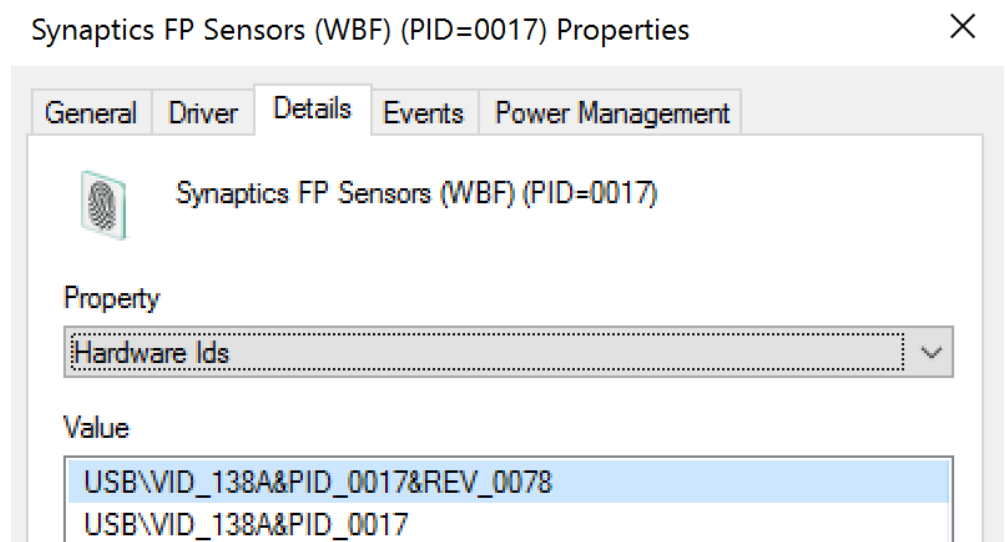 Synaptics FP Sensors (WBF) (PID=0017) Properties
General Driver Details Events Power Management
Synaptics FP Sensors (WBF) (PID=0017)
Property
Hardware Ids
Value
USB\VID_138A&PID_0017&REV_0078
USB\VID_138A&PID_0017